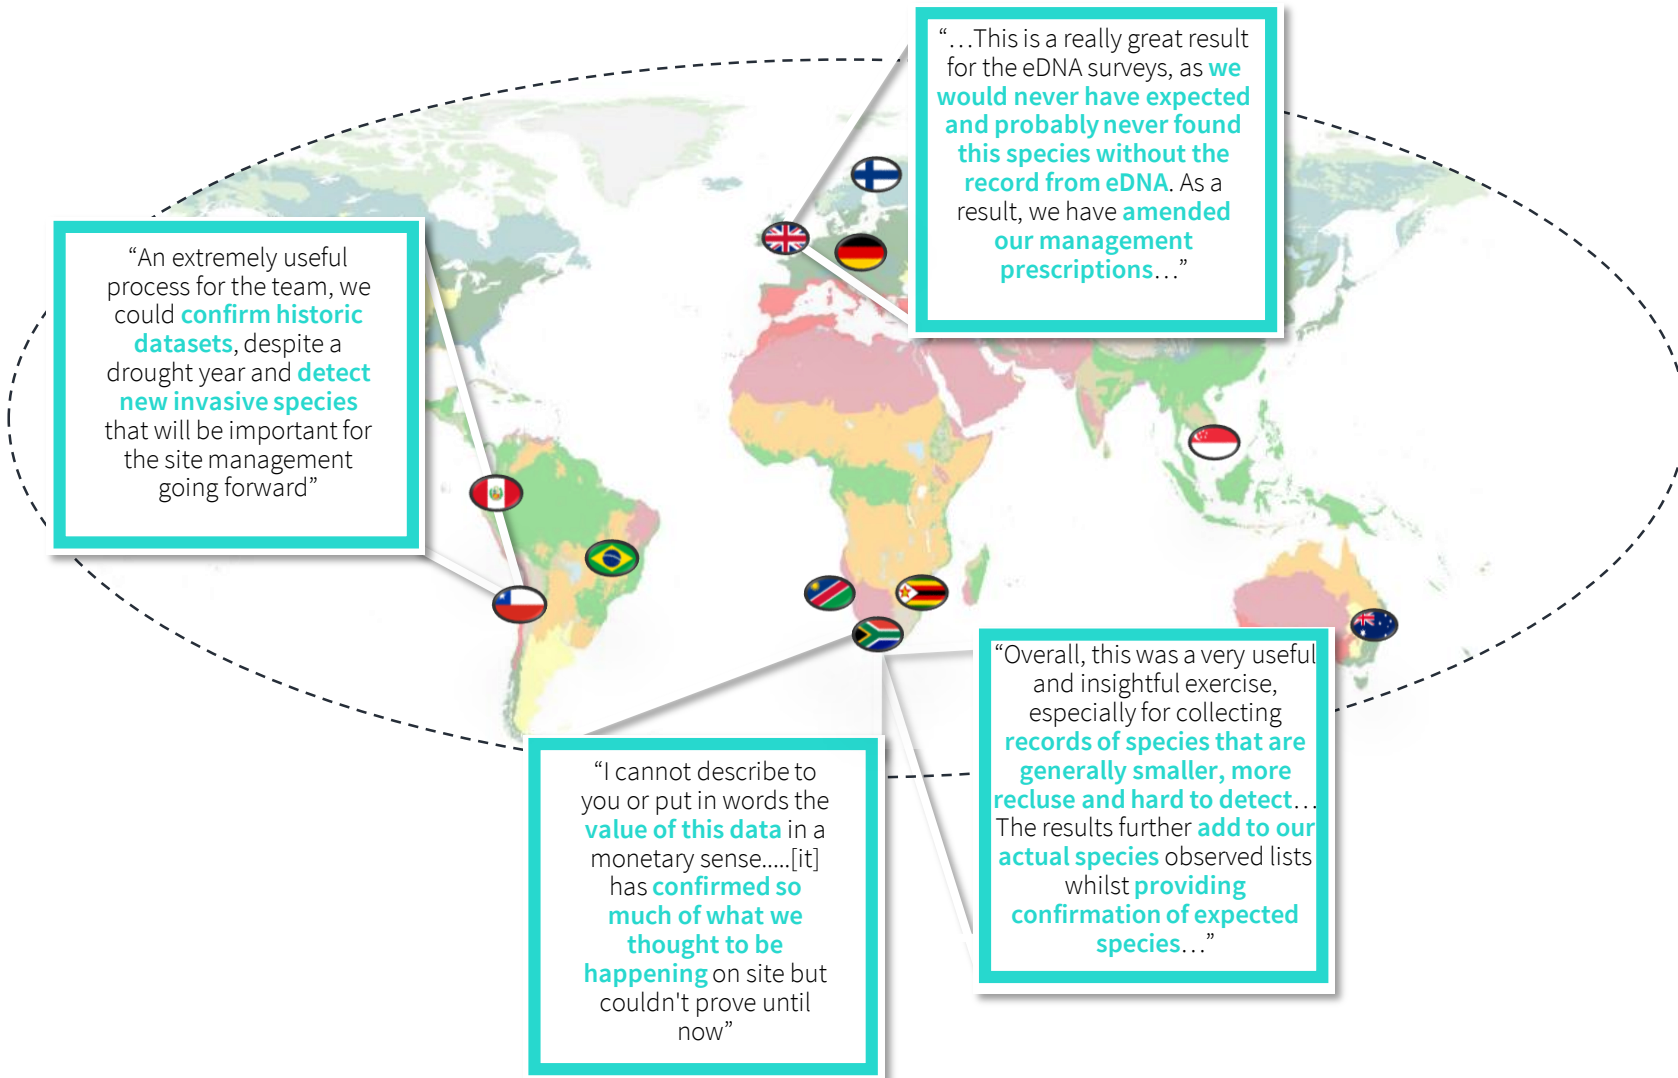 “…This is a really great result
for the eDNA surveys, as we
would never have expected
and probably never found
this species without the
record from eDNA. As a
result, we have amended
our management
prescriptions…”
“An extremely useful
process for the team, we
could confirm historic
datasets, despite a
drought year and detect
new invasive species
that will be important for
the site management
going forward”
“Overall, this was a very useful
and insightful exercise,
especially for collecting
records of species that are
generally smaller, more
recluse and hard to detect…
The results further add to our
actual species observed lists
whilst providing
confirmation of expected
species…”
“I cannot describe to
you or put in words the
value of this data in a
monetary sense.....[it]
has confirmed so
much of what we
thought to be
happening on site but
couldn't prove until
now”